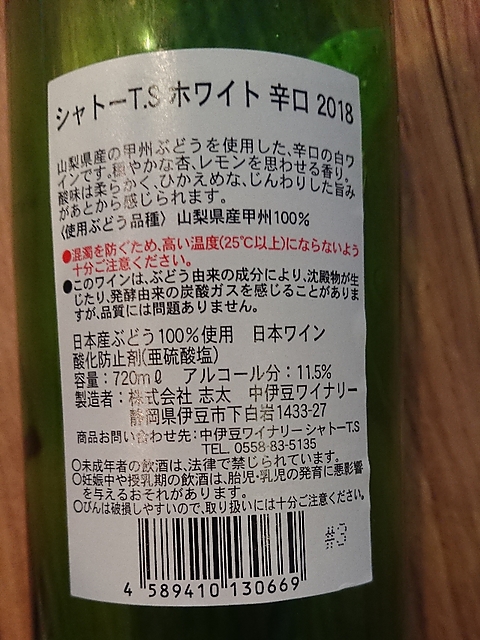 シャトーT.S ホワイト 辛口 2018
山梨県産の甲州ぶどうを使用した、辛口の白ワ
インです。穏やかな杏、レモンを思わせる香り。
酸味は柔らかく、ひかえめな、じんわりした旨み
があとから感じられます。
〈使用ぶどう品種〉 山梨県産甲州100%
●混濁を防ぐため、高い温度(25℃以上)にならないよう
十分ご注意ください。
●このワインは、ぶどう由来の成分により、沈殿物が生
じたり、発酵由来の炭酸ガスを感じることがありま
すが、品質には問題ありません。
日本産ぶどう100%使用 日本ワイン
酸化防止剤(亜硫酸塩)
容量：720mℓ アルコール分：11.5%
製造者：株式会社 志太 中伊豆ワイナリー
静岡県伊豆市下白岩1433-27
商品お問い合わせ先：中伊豆ワイナリーシャトーT.S
TEL 0558-83-5135
○未成年者の飲酒は、法律で禁じられています。
○妊娠中や授乳期の飲酒は、胎児・乳児の発育に悪影響
を与えるおそれがあります。
○びんは破損しやすいので、取り扱いには十分ご注意ください。
#3
4 589410 130669